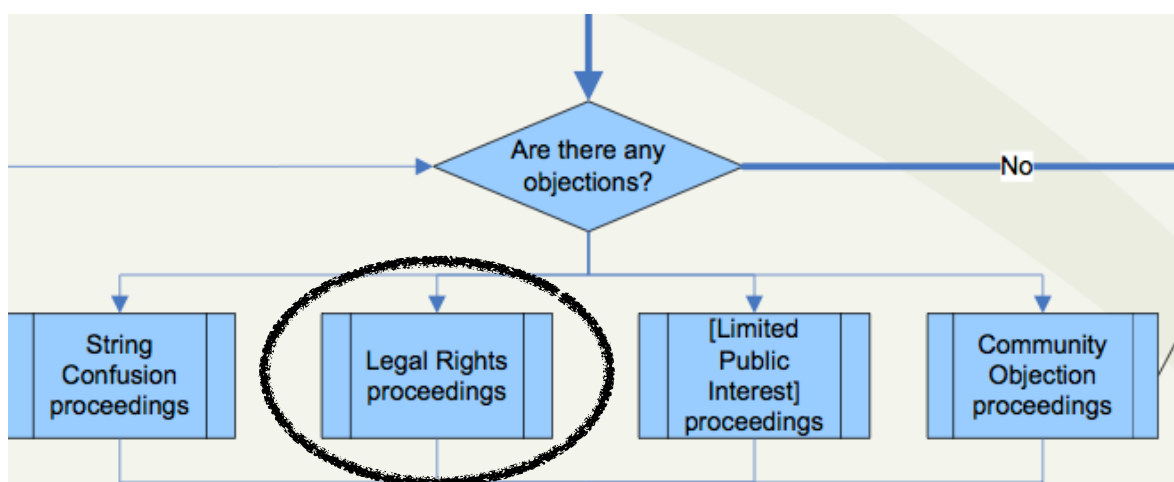 Are there any
objections?
No
String
Confusion
proceedings
Legal Rights
proceedings
[Limited
Public
Interest]
proceedings
Community
Objection
proceedings